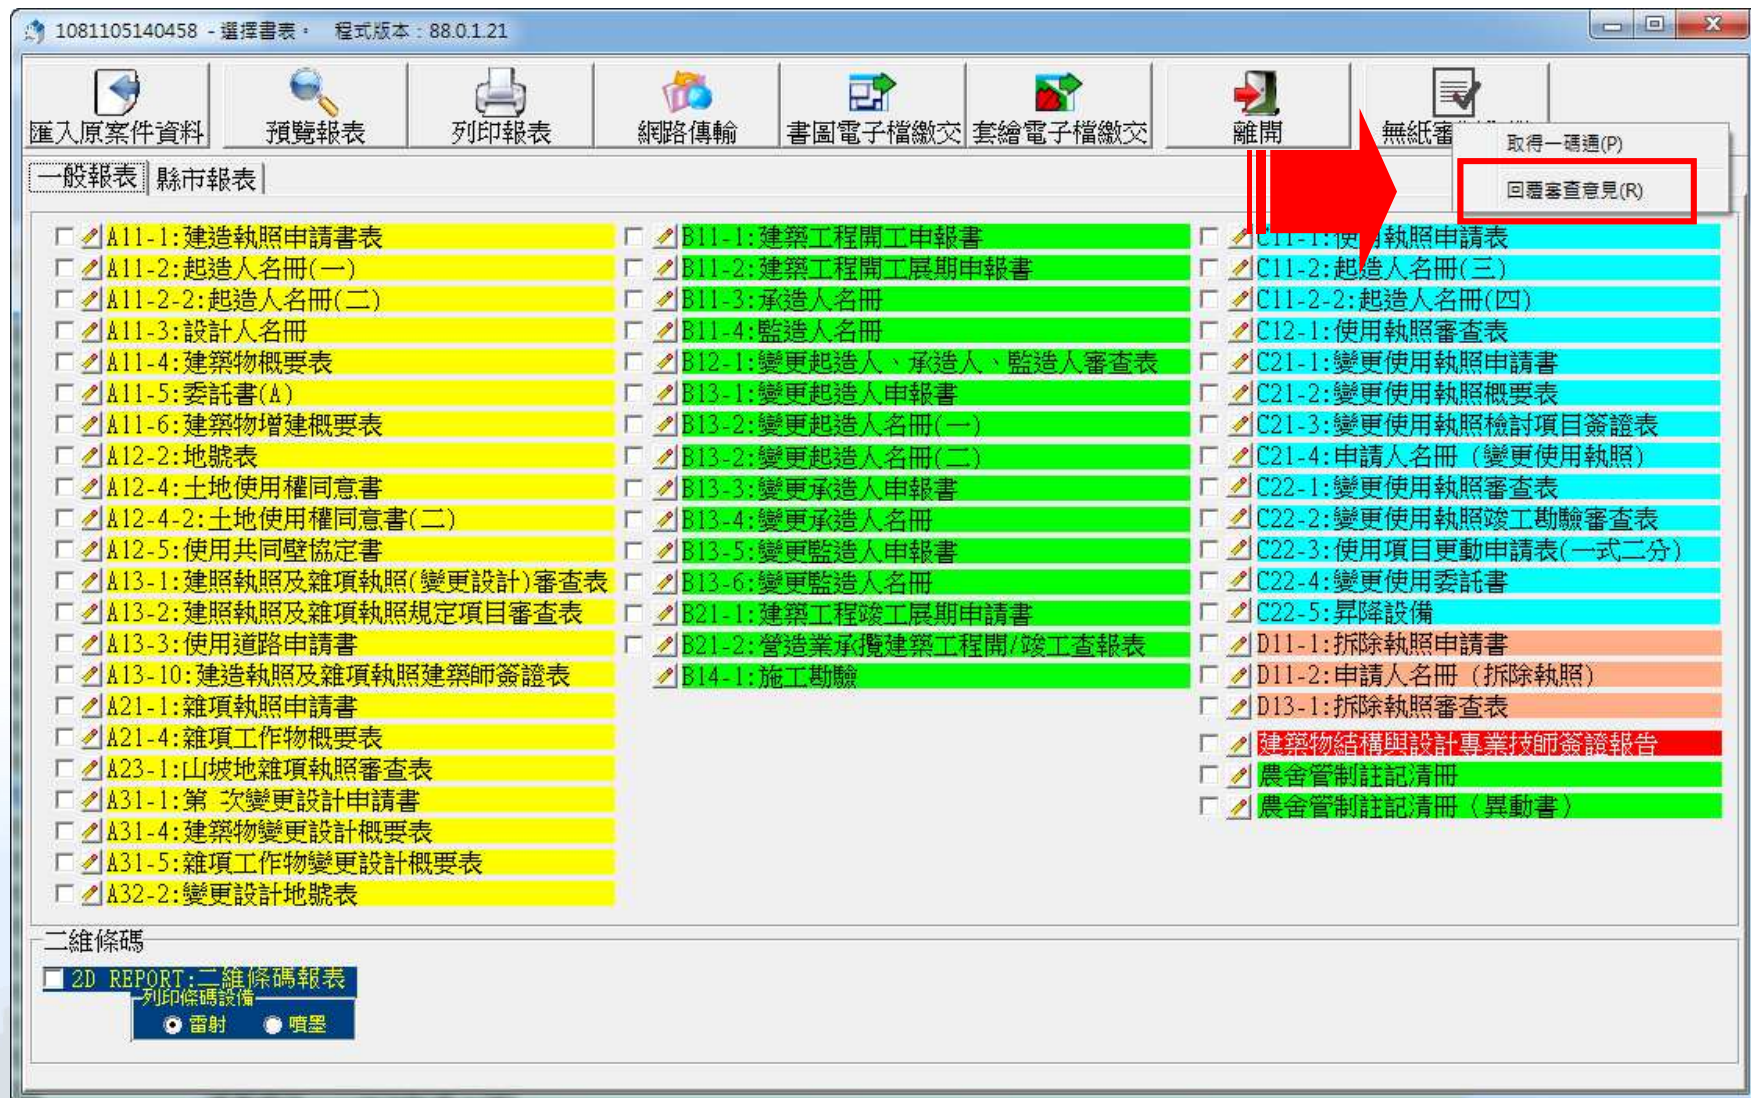 1081105140458 - 選擇書表。 程式版本：88.0.1.21
匯入原案件資料
預覽報表
列印報表
網路傳輸
書圖電子檔繳交
套繪電子檔繳交
離開
無紙審
取得一碼通(P)
回覆審查意見(R)
一般報表
縣市報表
A11-1:建造執照申請書表
A11-2:起造人名冊(一)
A11-2-2:起造人名冊(二)
A11-3:設計人名冊
A11-4:建築物概要表
A11-5:委託書(A)
A11-6:建築物增建概要表
A12-2:地號表
A12-4:土地使用權同意書
A12-4-2:土地使用權同意書(二)
A12-5:使用共同壁協定書
A13-1:建照執照及雜項執照(變更設計)審查表
A13-2:建照執照及雜項執照規定項目審查表
A13-3:使用道路申請書
A13-10:建造執照及雜項執照建築師簽證表
A21-1:雜項執照申請書
A21-4:雜項工作物概要表
A23-1:山坡地雜項執照審查表
A31-1:第 次變更設計申請書
A31-4:建築物變更設計概要表
A31-5:雜項工作物變更設計概要表
A32-2:變更設計地號表
B11-1:建築工程開工申報書
B11-2:建築工程開工展期申報書
B11-3:承造人名冊
B11-4:監造人名冊
B12-1:變更起造人、承造人、監造人審查表
B13-1:變更起造人申報書
B13-2:變更起造人名冊(一)
B13-2:變更起造人名冊(二)
B13-3:變更承造人申報書
B13-4:變更承造人名冊
B13-5:變更監造人申報書
B13-6:變更監造人名冊
B21-1:建築工程竣工展期申請書
B21-2:營造業承攬建築工程開/竣工查報表
B14-1:施工勘驗
C11-1:使用執照申請表
C11-2:起造人名冊(三)
C11-2-2:起造人名冊(四)
C12-1:使用執照審查表
C21-1:變更使用執照申請書
C21-2:變更使用執照概要表
C21-3:變更使用執照檢討項目簽證表
C21-4:申請人名冊（變更使用執照）
C22-1:變更使用執照審查表
C22-2:變更使用執照竣工勘驗審查表
C22-3:使用項目更動申請表(一式二分)
C22-4:變更使用委託書
C22-5:昇降設備
D11-1:拆除執照申請書
D11-2:申請人名冊（拆除執照）
D13-1:拆除執照審查表
建築物結構與設計專業技師簽證報告
農舍管制註記清冊
農舍管制註記清冊（異動書）
二維條碼
2D REPORT:二維條碼報表
列印條碼設備
雷射
噴墨